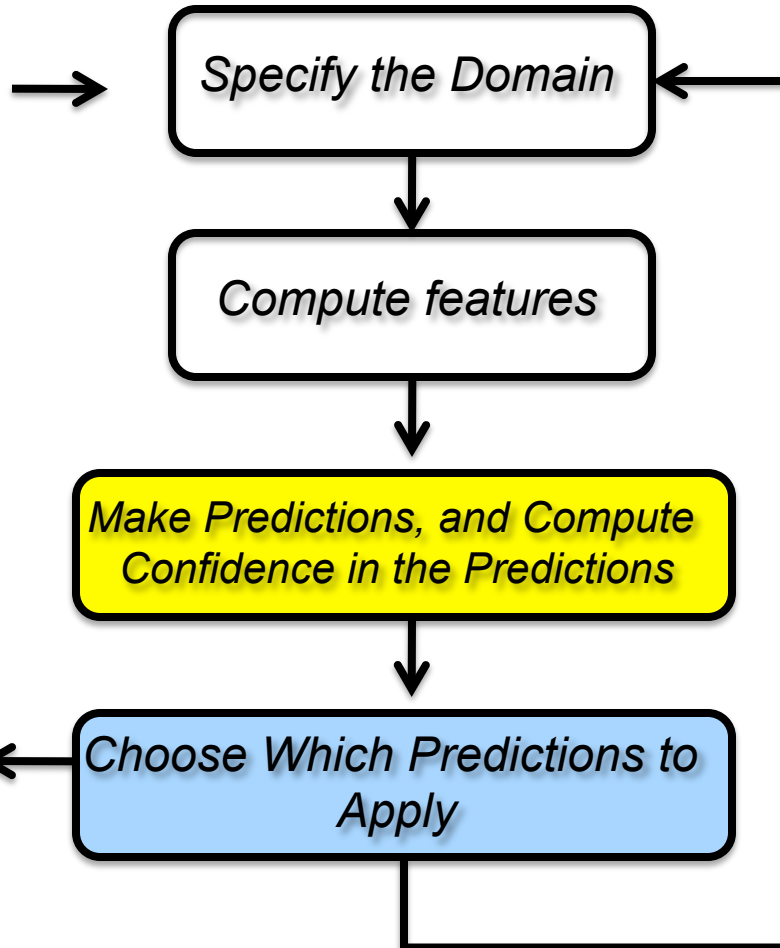 Specify the Domain
Compute features
Make Predictions, and Compute
Confidence in the Predictions
Choose Which Predictions to
Apply